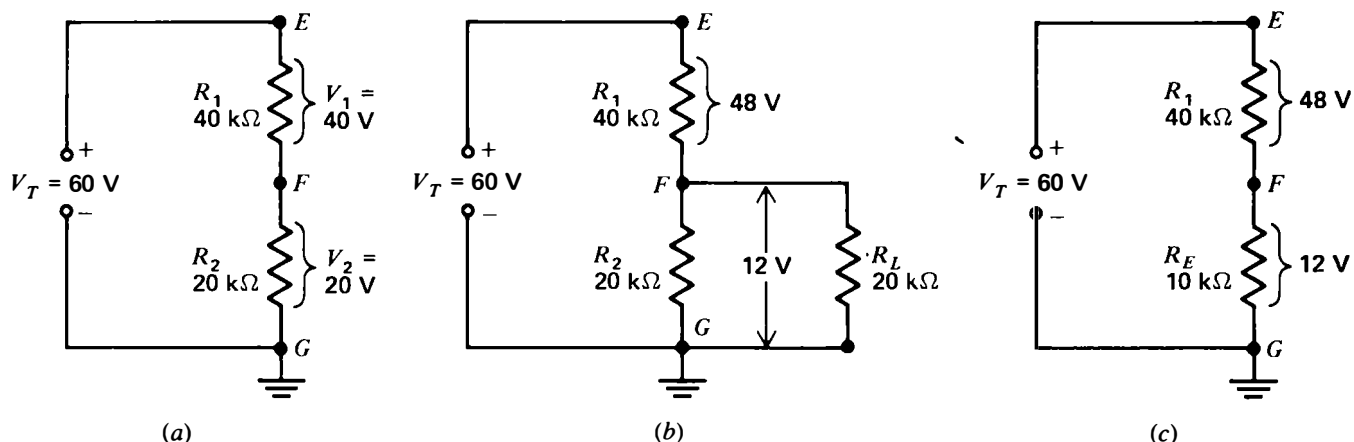 E
R1
40 kΩ
V1 =
40 V
+
VT = 60 V
−
F
R2
20 kΩ
V2 =
20 V
G
(a)
E
R1
40 kΩ
48 V
+
VT = 60 V
−
F
R2
20 kΩ
12 V
RL
20 kΩ
G
(b)
E
R1
40 kΩ
48 V
+
VT = 60 V
−
F
RE
10 kΩ
12 V
G
(c)